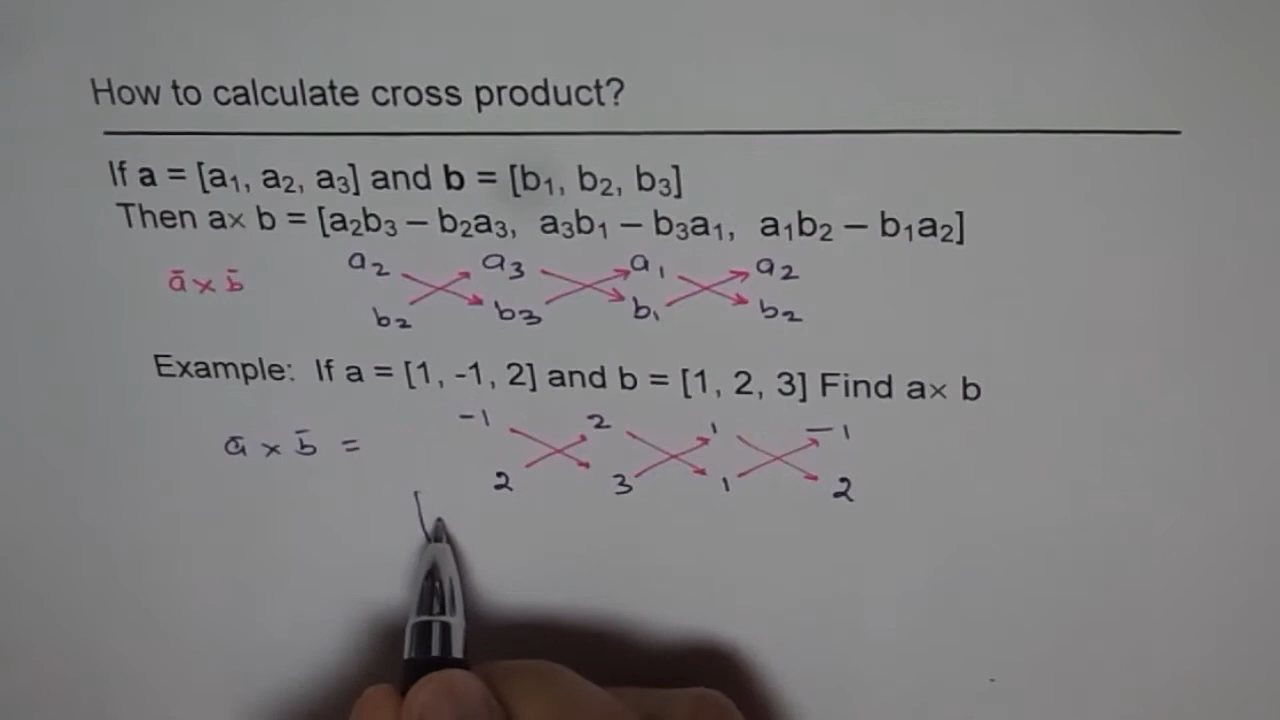 How to calculate cross product?
If a = [a₁, a₂, a₃] and b = [b₁, b₂, b₃]
Then a× b = [a₂b₃ – b₂a₃, a₃b₁ – b₃a₁, a₁b₂ – b₁a₂]
a₂ a₃ a₁ a₂
ā × b̄
b₂ b₃ b₁ b₂
Example: If a = [1, -1, 2] and b = [1, 2, 3] Find a× b
-1 2 1 -1
ā × b̄ =
2 3 1 2
[